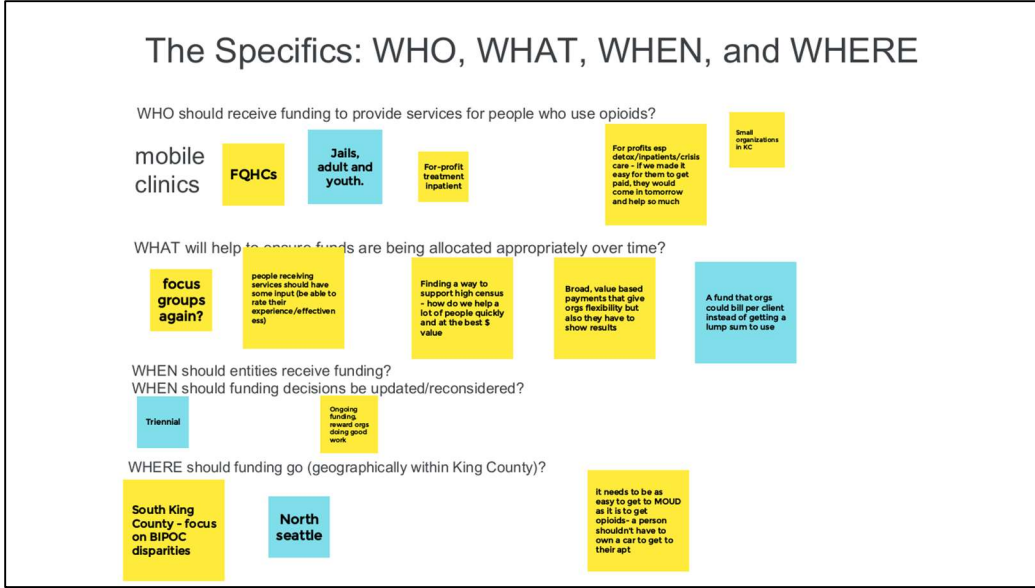 The Specifics: WHO, WHAT, WHEN, and WHERE
WHO should receive funding to provide services for people who use opioids?
mobile
clinics
FQHCs
Jails,
adult and
youth.
For-profit
treatment
inpatient
For profits esp
detox/inpatients/crisis
care - if we made it
easy for them to get
paid, they would
come in tomorrow
and help so much
Small
organizations
in KC
WHAT will help to ensure funds are being allocated appropriately over time?
focus
groups
again?
people receiving
services should have
some input (be able to
rate their
experience/effectiven
ess)
Finding a way to
support high census
- how do we help a
lot of people quickly
and at the best $
value
Broad, value based
payments that give
orgs flexibility but
also they have to
show results
A fund that orgs
could bill per client
instead of getting a
lump sum to use
WHEN should entities receive funding?
WHEN should funding decisions be updated/reconsidered?
Triennial
Ongoing
funding,
reward orgs
doing good
work
WHERE should funding go (geographically within King County)?
South King
County - focus
on BIPOC
disparities
North
seattle
it needs to be as
easy to get to MOUD
as it is to get
opioids- a person
shouldn't have to
own a car to get to
their apt